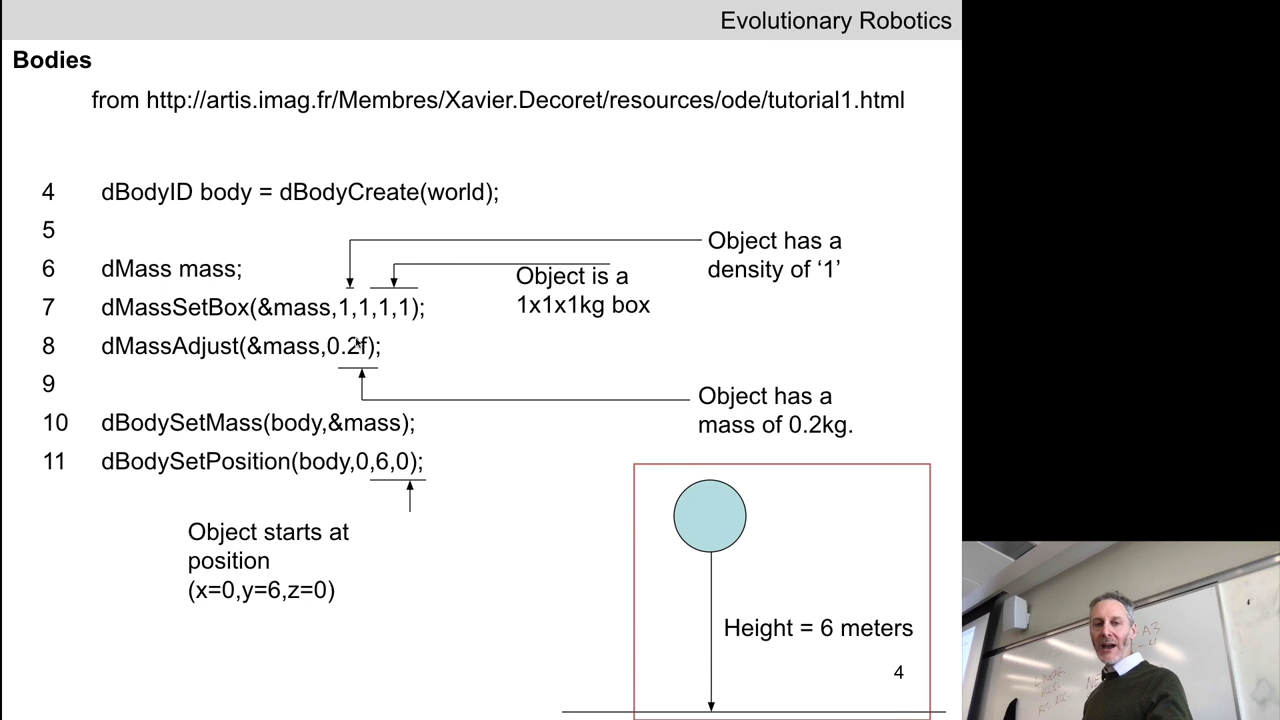 Evolutionary Robotics
Bodies
from http://artis.imag.fr/Membres/Xavier.Decoret/resources/ode/tutorial1.html
4 dBodyID body = dBodyCreate(world);
5
6 dMass mass;
7 dMassSetBox(&mass,1,1,1,1);
8 dMassAdjust(&mass,0.2f);
9
10 dBodySetMass(body,&mass);
11 dBodySetPosition(body,0,6,0);
Object has a
density of ‘1’
Object is a
1x1x1kg box
Object has a
mass of 0.2kg.
Object starts at
position
(x=0,y=6,z=0)
Height = 6 meters
4
A3